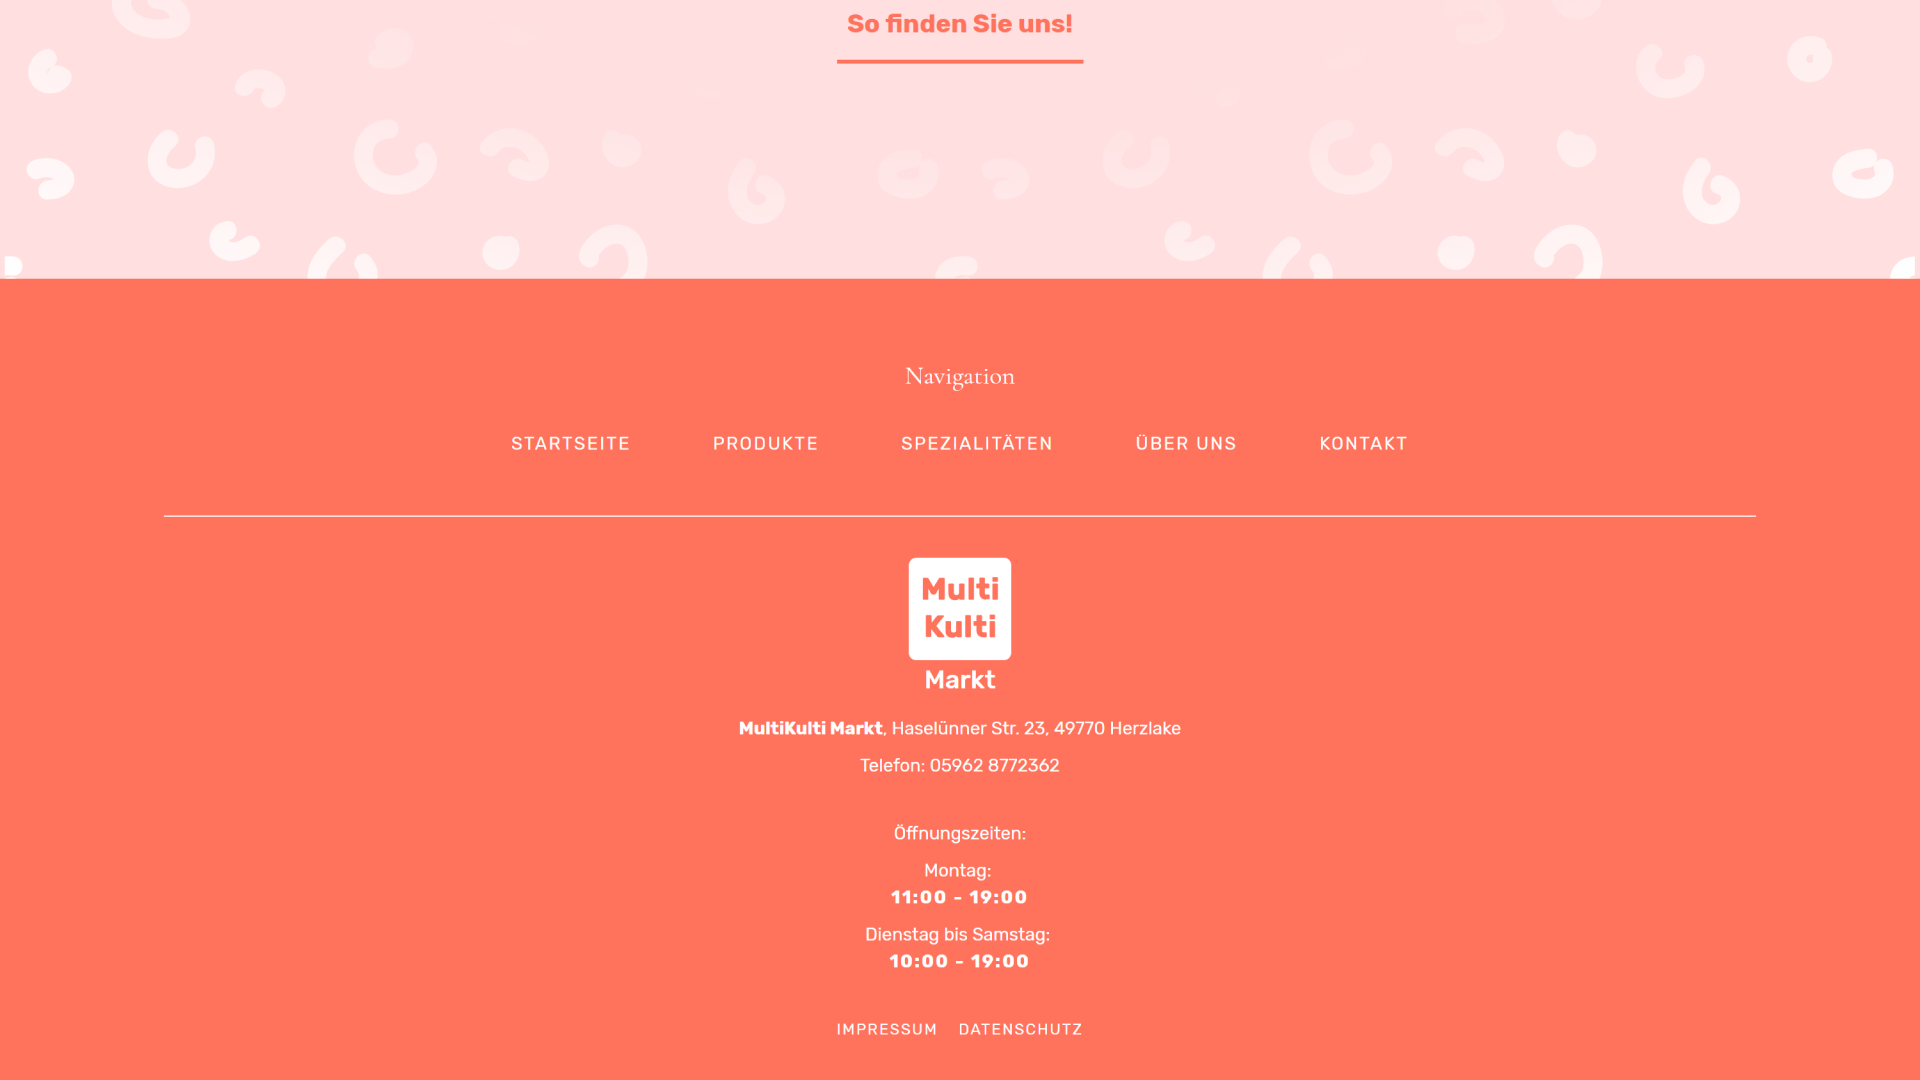 So finden Sie uns!
Navigation
STARTSEITE PRODUKTE SPEZIALITÄTEN ÜBER UNS KONTAKT
Multi
Kulti
Markt
MultiKulti Markt, Haselünner Str. 23, 49770 Herzlake
Telefon: 05962 8772362
Öffnungszeiten:
Montag:
11:00 - 19:00
Dienstag bis Samstag:
10:00 - 19:00
IMPRESSUM DATENSCHUTZ